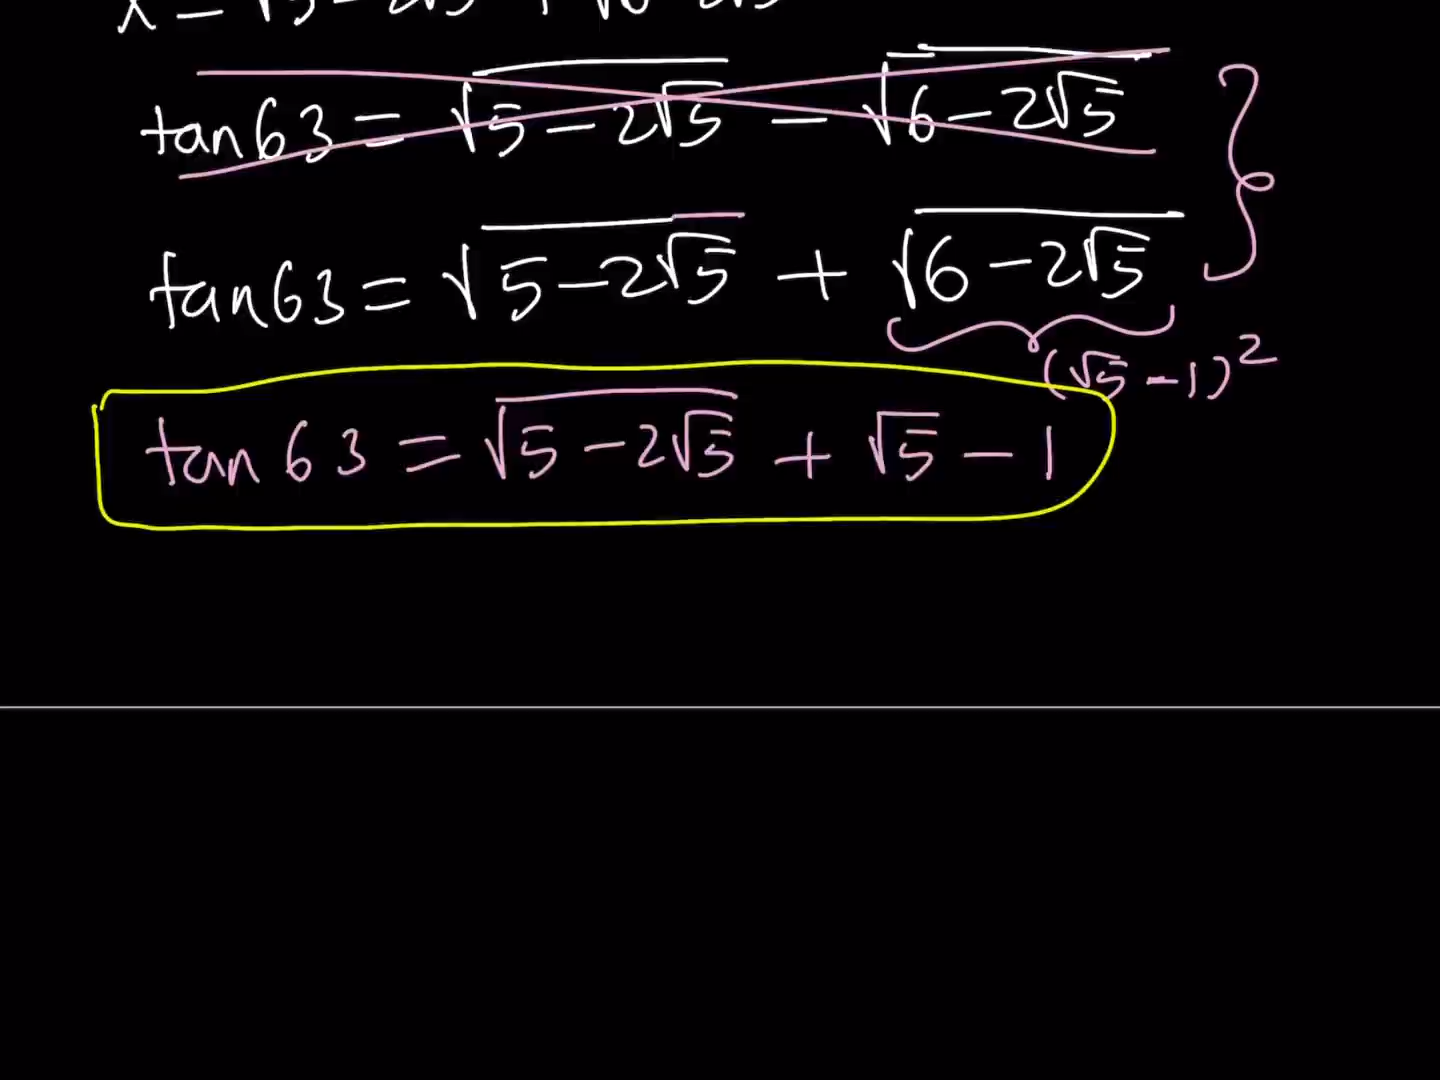 tan63 = √5-2√5 - √6-2√5
tan63 = √5-2√5 + √6-2√5
(√5-1)²
tan 63 = √5-2√5 + √5 - 1